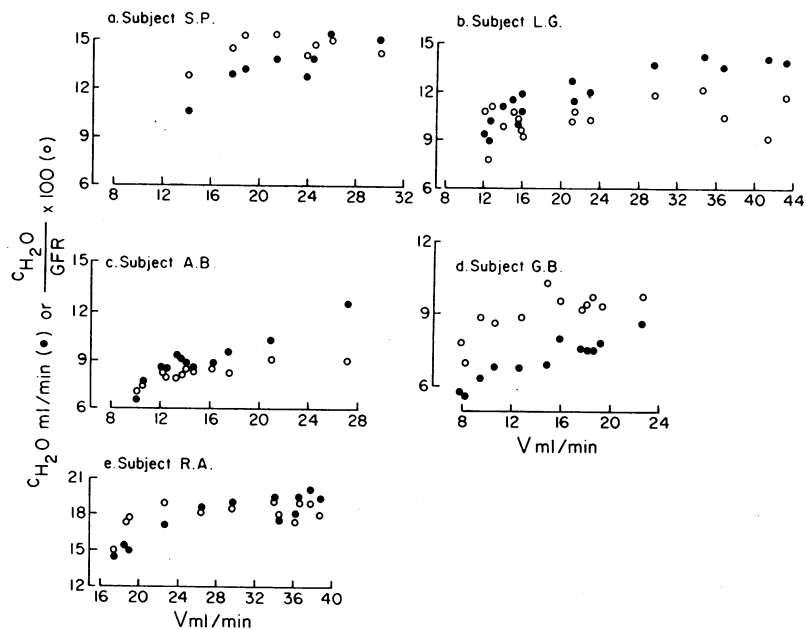 a. Subject S.P.
15
12
9
6
8 12 16 20 24 28 32
b. Subject L.G.
15
12
9
6
8 12 16 20 24 28 32 36 40 44
C H2O ml/min (●) or C H2O / GFR x 100 (o)
c. Subject A.B.
15
12
9
6
8 12 16 20 24 28
d. Subject G.B.
12
9
6
8 12 16 20 24
V ml/min
e. Subject R.A.
21
18
15
12
16 20 24 28 32 36 40
V ml/min